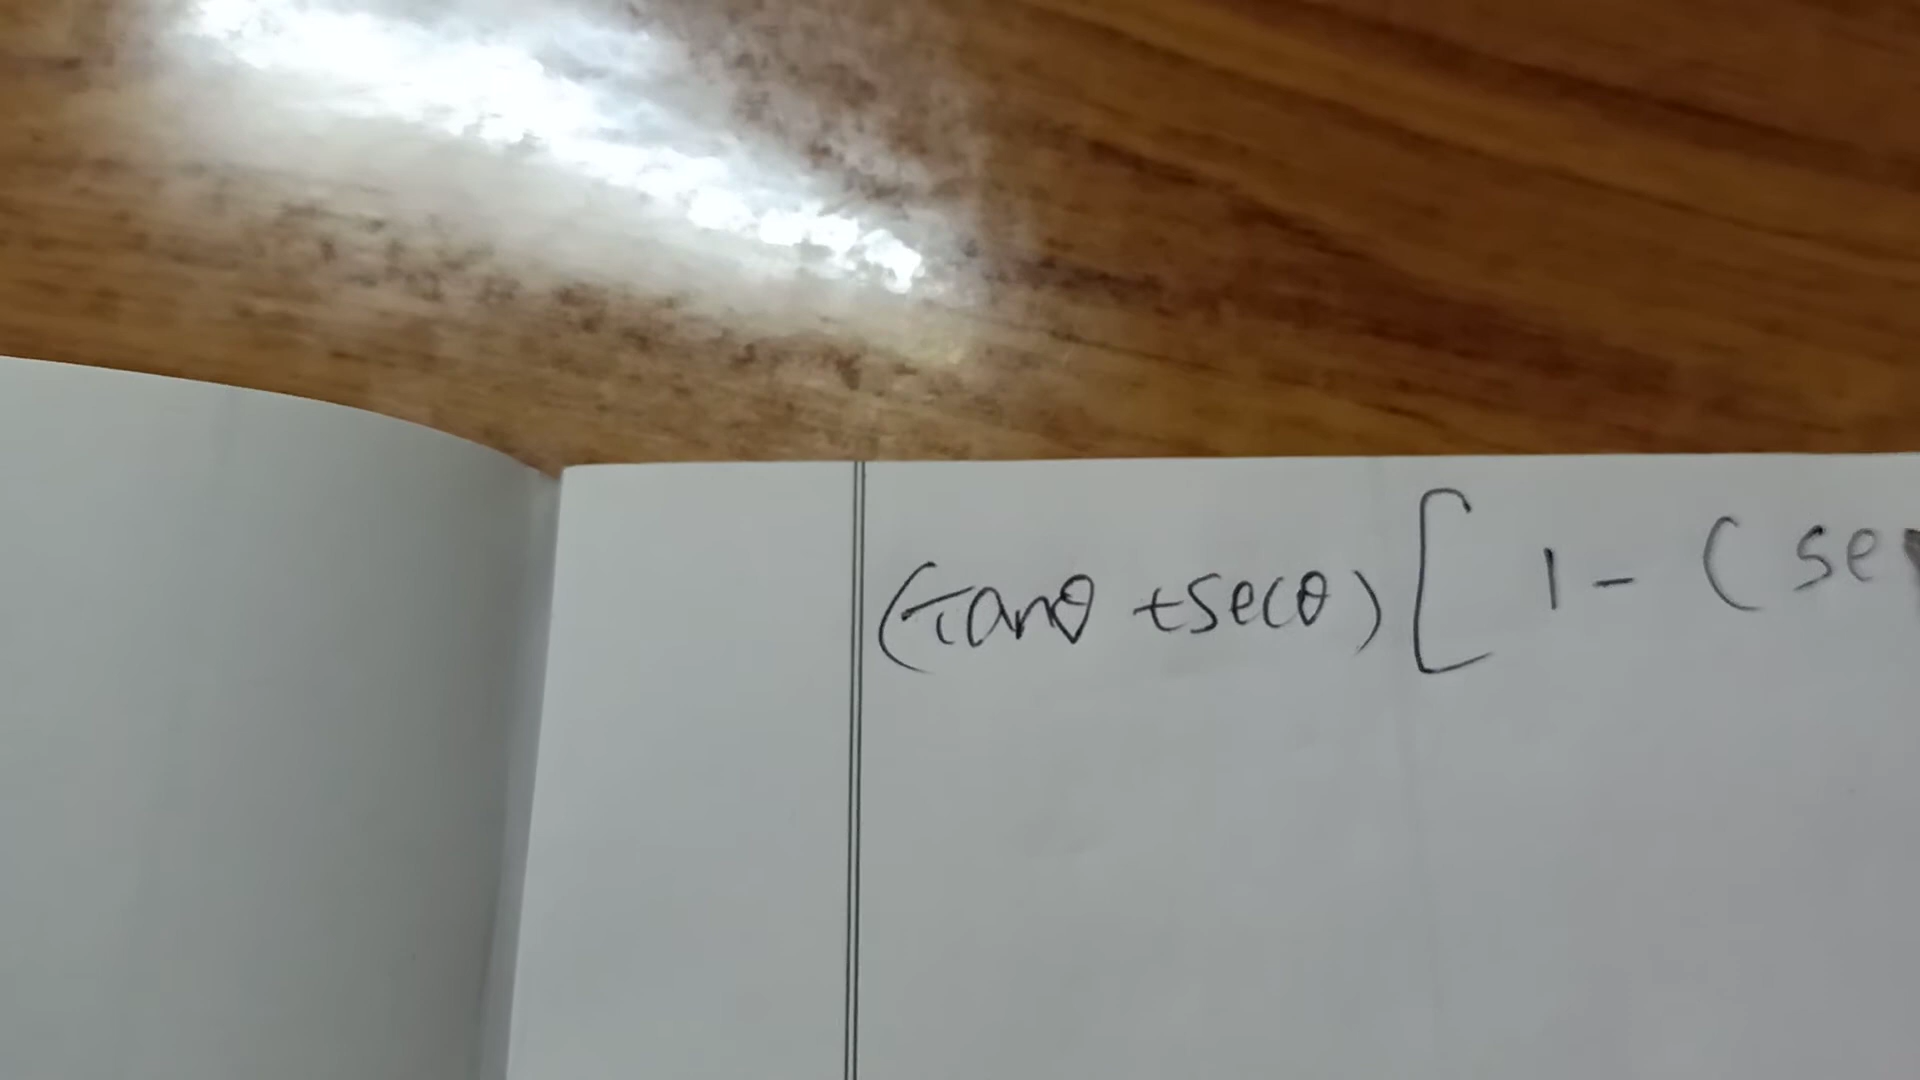 (Tanθ +secθ) [ 1 - ( se